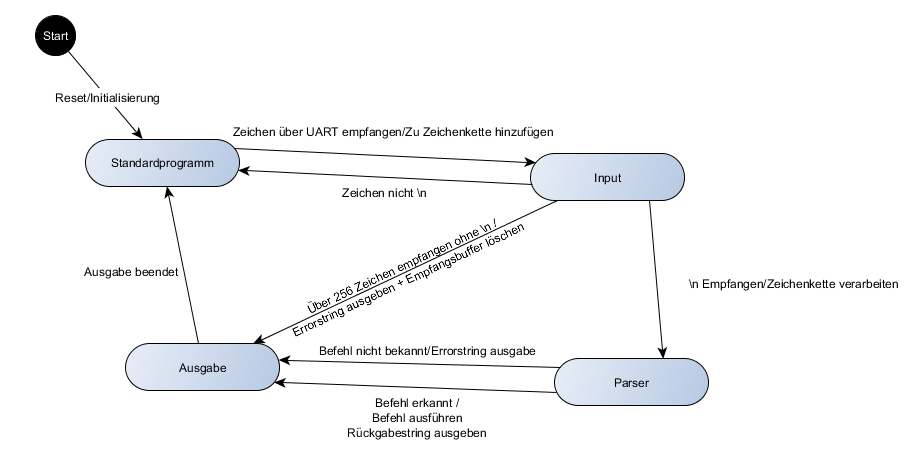 Start
Reset/Initialisierung
Zeichen über UART empfangen/Zu Zeichenkette hinzufügen
Standardprogramm
Input
Zeichen nicht \n
Über 256 Zeichen empfangen ohne \n /
Errorstring ausgeben + Empfangsbuffer löschen
Ausgabe beendet
\n Empfangen/Zeichenkette verarbeiten
Befehl nicht bekannt/Errorstring ausgabe
Ausgabe
Parser
Befehl erkannt /
Befehl ausführen
Rückgabestring ausgeben